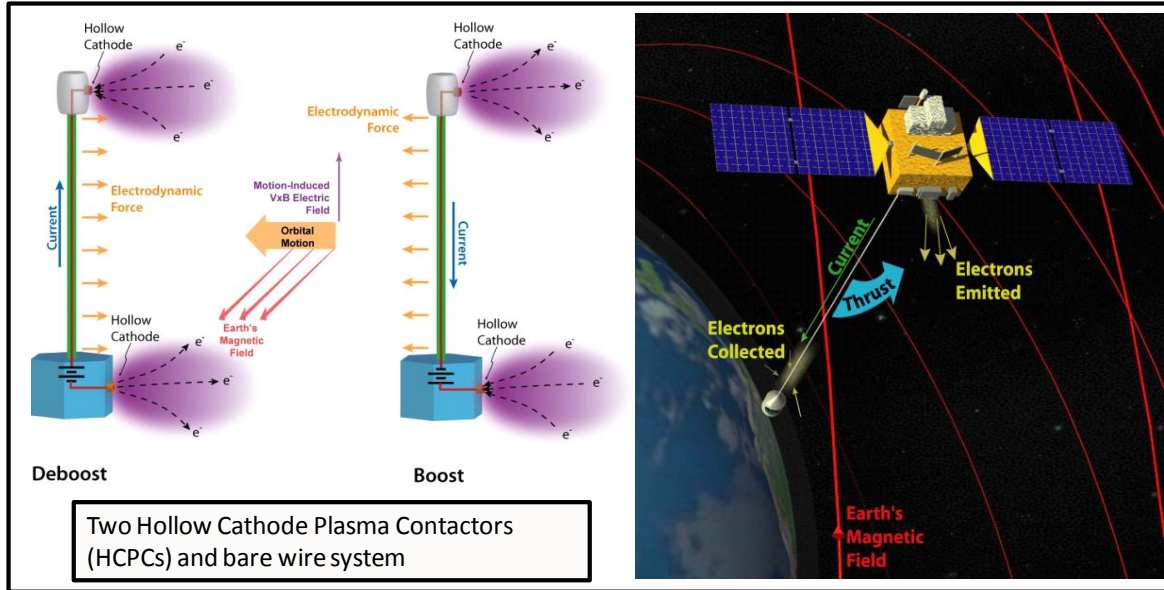 Hollow
Cathode
e-
e-
e-
Current
Electrodynamic
Force
Hollow
Cathode
e-
e-
e-
Deboost
Hollow
Cathode
e-
e-
e-
Electrodynamic
Force
Motion-Induced
VxB Electric
Field
Orbital
Motion
Earth's
Magnetic
Field
Current
Hollow
Cathode
e-
e-
e-
Boost
Two Hollow Cathode Plasma Contactors
(HCPCs) and bare wire system
Current
Thrust
Electrons
Emitted
Electrons
Collected
Earth's
Magnetic
Field